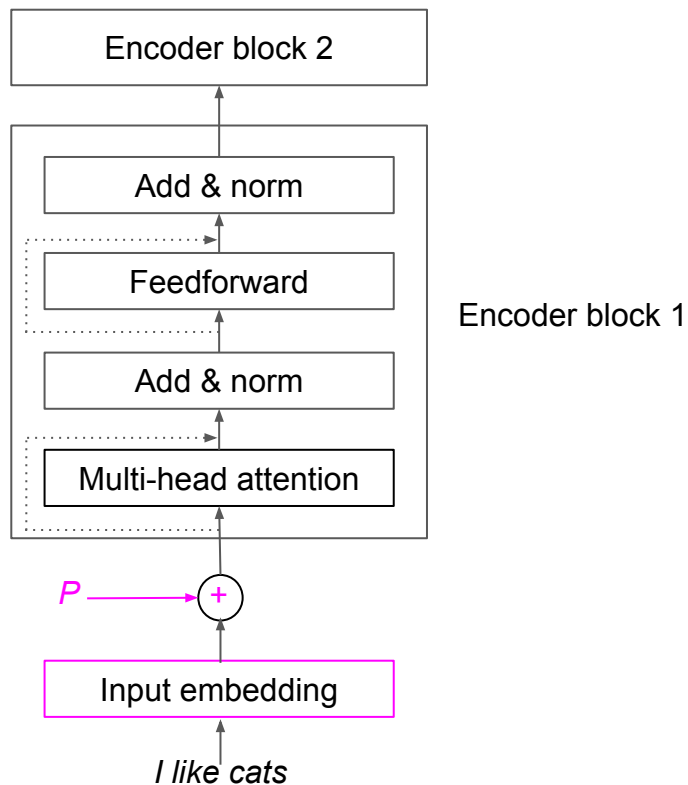 Encoder block 2
Add & norm
Feedforward
Encoder block 1
Add & norm
Multi-head attention
P
+
Input embedding
I like cats